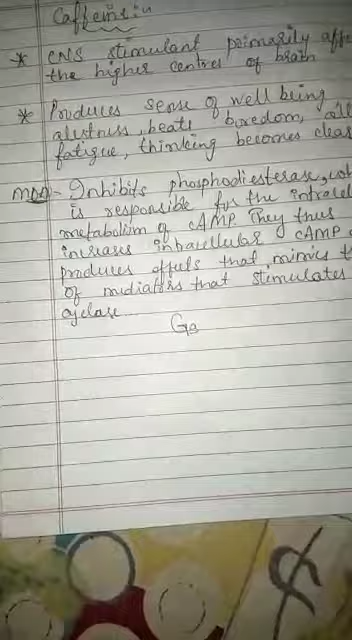 Caffeine
* CNS stimulant primarily affe
the higher centres of brain
* Produces sense of well being
alertness, beats boredom, all
fatigue, thinking becomes clear
MOA- Inhibits phosphodiesterase, wh
is responsible for the intracel
metabolism of cAMP. They thus
increases intracellular cAMP
produces effects that mimics t
of mediators that stimulates
cyclase
Ga